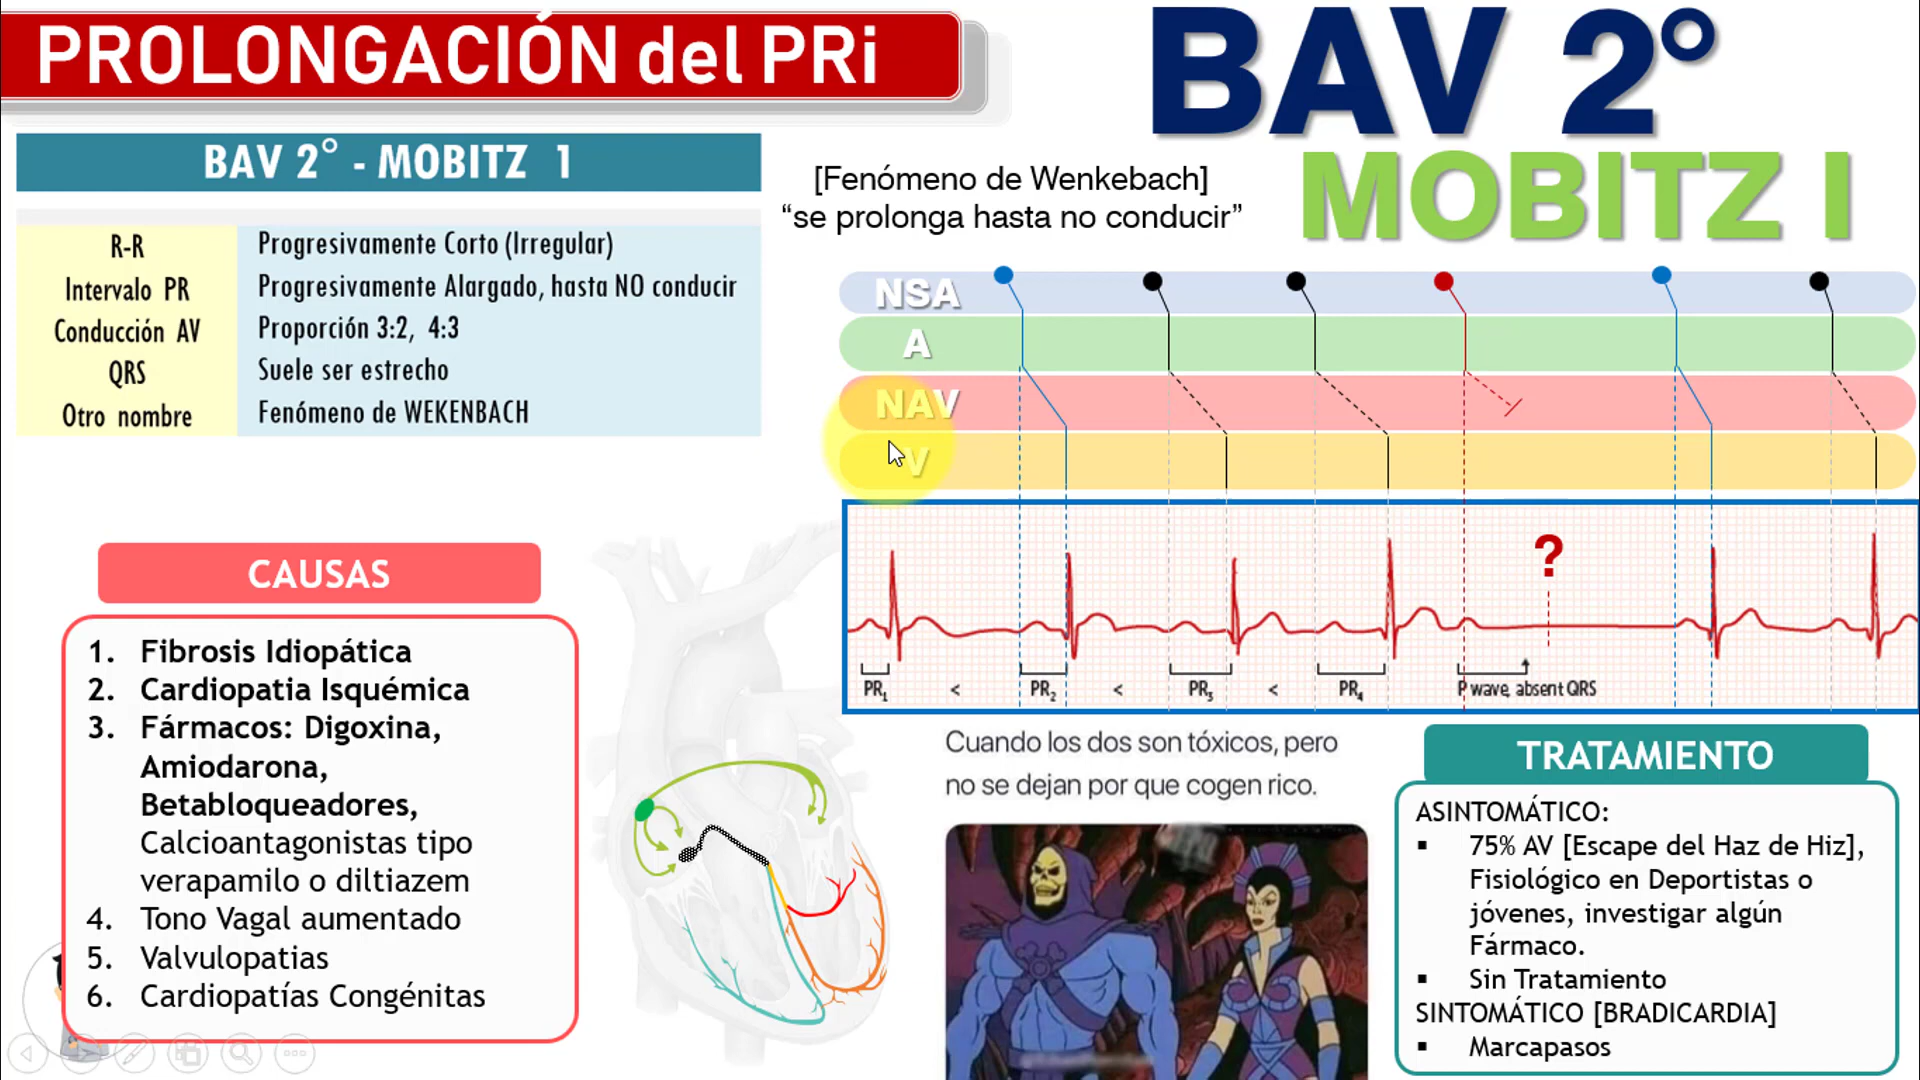 PROLONGACIÓN del PRi
BAV 2°
MOBITZ I
BAV 2° - MOBITZ 1
[Fenómeno de Wenkebach]
“se prolonga hasta no conducir”
R-R Progresivamente Corto (Irregular)
Intervalo PR Progresivamente Alargado, hasta NO conducir
Conducción AV Proporción 3:2, 4:3
QRS Suele ser estrecho
Otro nombre Fenómeno de WEKENBACH
NSA
A
NAV
V
?
PR1 < PR2 < PR3 < PR4 P wave, absent QRS
CAUSAS
1. Fibrosis Idiopática
2. Cardiopatia Isquémica
3. Fármacos: Digoxina,
Amiodarona,
Betabloqueadores,
Calcioantagonistas tipo
verapamilo o diltiazem
4. Tono Vagal aumentado
5. Valvulopatias
6. Cardiopatías Congénitas
Cuando los dos son tóxicos, pero
no se dejan por que cogen rico.
TRATAMIENTO
ASINTOMÁTICO:
▪ 75% AV [Escape del Haz de Hiz],
Fisiológico en Deportistas o
jóvenes, investigar algún
Fármaco.
▪ Sin Tratamiento
SINTOMÁTICO [BRADICARDIA]
▪ Marcapasos